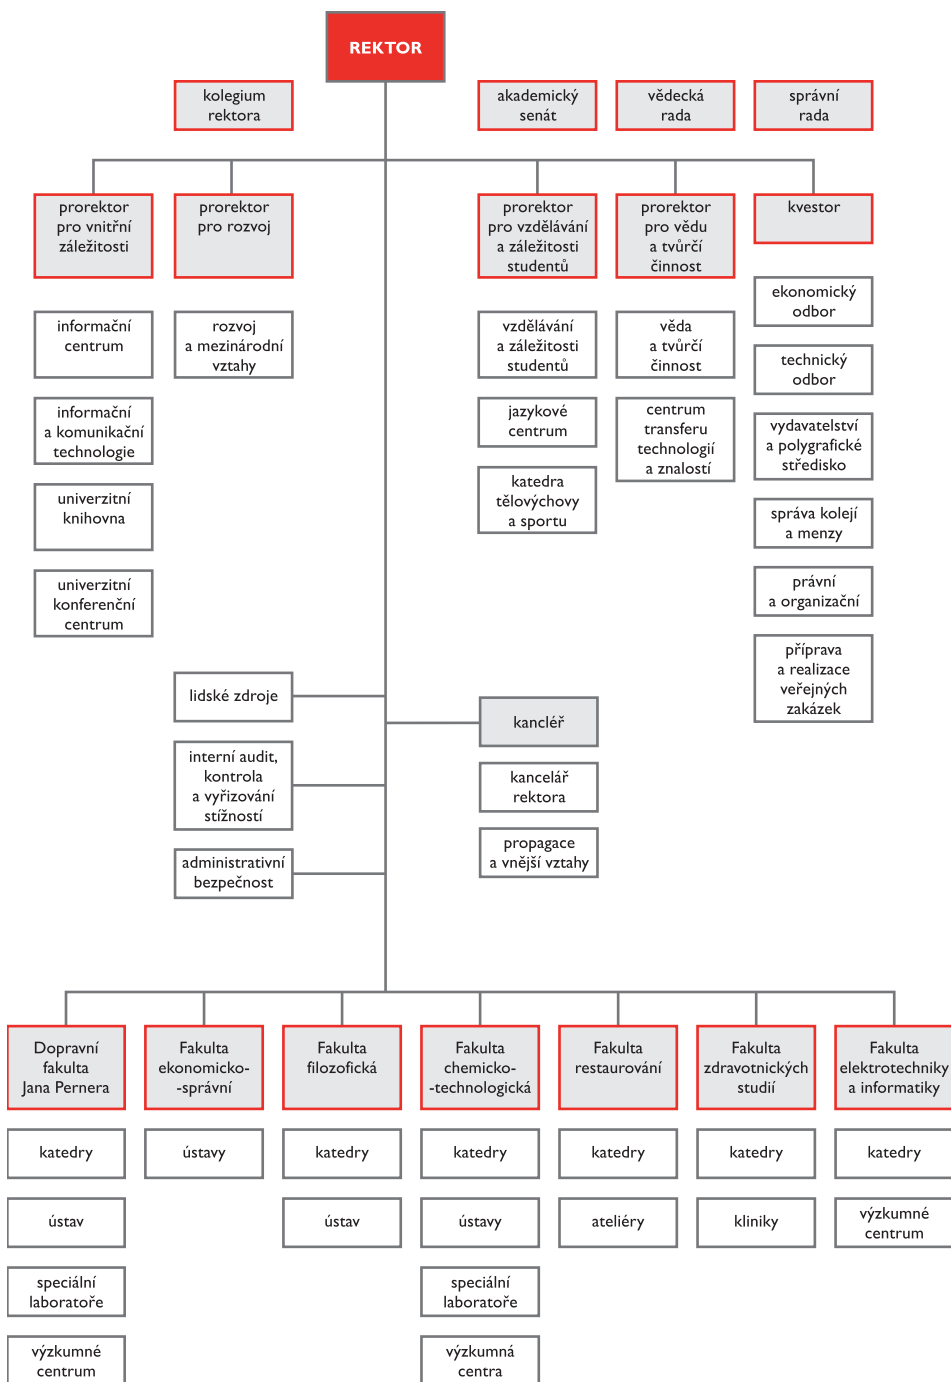 REKTOR
kolegium
rektora
akademický
senát
vědecká
rada
správní
rada
prorektor
pro vnitřní
záležitosti
prorektor
pro rozvoj
prorektor
pro vzdělávání
a záležitosti
studentů
prorektor
pro vědu
a tvůrčí
činnost
kvestor
informační
centrum
informační
a komunikační
technologie
univerzitní
knihovna
univerzitní
konferenční
centrum
rozvoj
a mezinárodní
vztahy
vzdělávání
a záležitosti
studentů
jazykové
centrum
katedra
tělovýchovy
a sportu
věda
a tvůrčí
činnost
centrum
transferu
technologií
a znalostí
ekonomický
odbor
technický
odbor
vydavatelství
a polygrafické
středisko
správa kolejí
a menzy
právní
a organizační
příprava
a realizace
veřejných
zakázek
lidské zdroje
interní audit,
kontrola
a vyřizování
stížností
administrativní
bezpečnost
kancléř
kancelář
rektora
propagace
a vnější vztahy
Dopravní
fakulta
Jana Pernera
katedry
ústav
speciální
laboratoře
výzkumné
centrum
Fakulta
ekonomicko-
-správní
ústavy
Fakulta
filozofická
katedry
ústav
Fakulta
chemicko-
-technologická
katedry
ústavy
speciální
laboratoře
výzkumná
centra
Fakulta
restaurování
katedry
ateliéry
Fakulta
zdravotnických
studií
katedry
kliniky
Fakulta
elektrotechniky
a informatiky
katedry
výzkumné
centrum